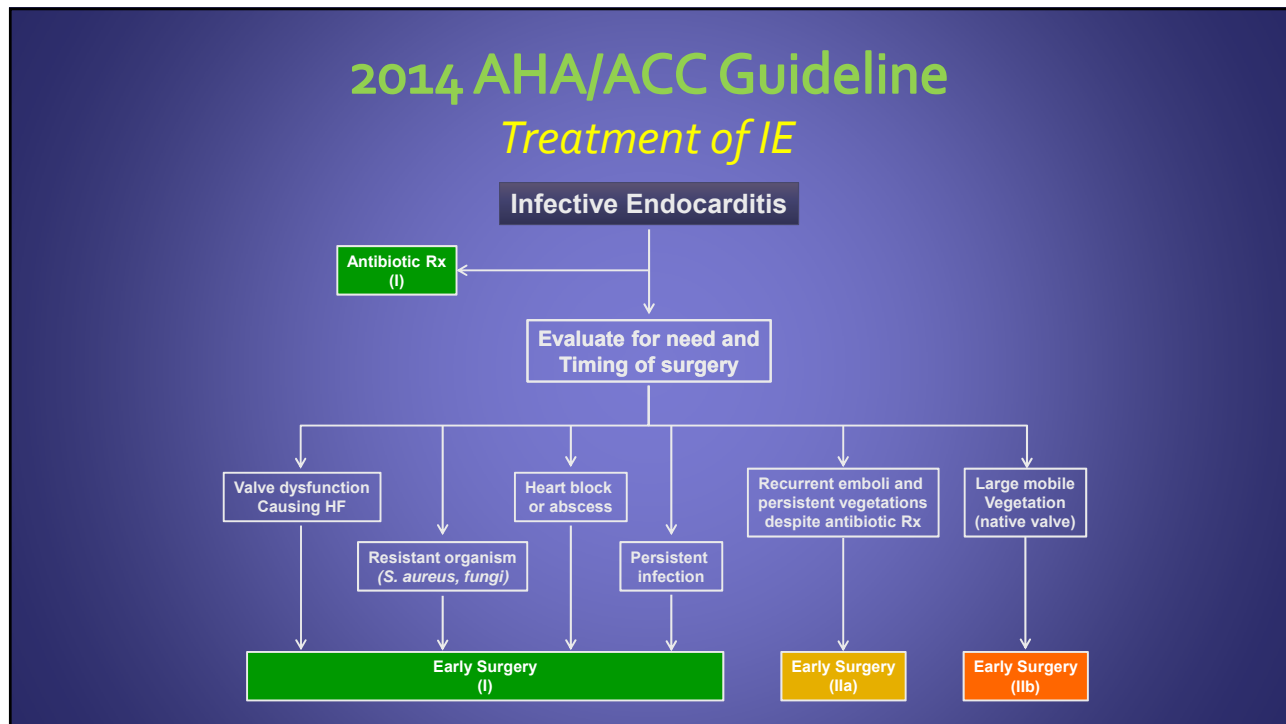 2014 AHA/ACC Guideline
Treatment of IE
Infective Endocarditis
Antibiotic Rx
(I)
Evaluate for need and
Timing of surgery
Valve dysfunction
Causing HF
Resistant organism
(S. aureus, fungi)
Heart block
or abscess
Persistent
infection
Recurrent emboli and
persistent vegetations
despite antibiotic Rx
Large mobile
Vegetation
(native valve)
Early Surgery
(I)
Early Surgery
(IIa)
Early Surgery
(IIb)